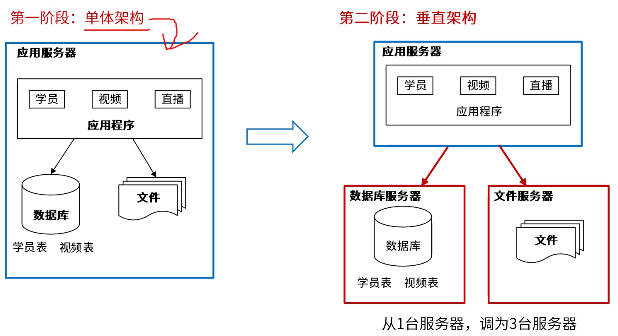 第一阶段：单体架构
应用服务器
学员 视频 直播
应用程序
数据库
文件
学员表 视频表
第二阶段：垂直架构
应用服务器
学员 视频 直播
应用程序
数据库服务器
数据库
学员表 视频表
文件服务器
文件
从1台服务器，调为3台服务器